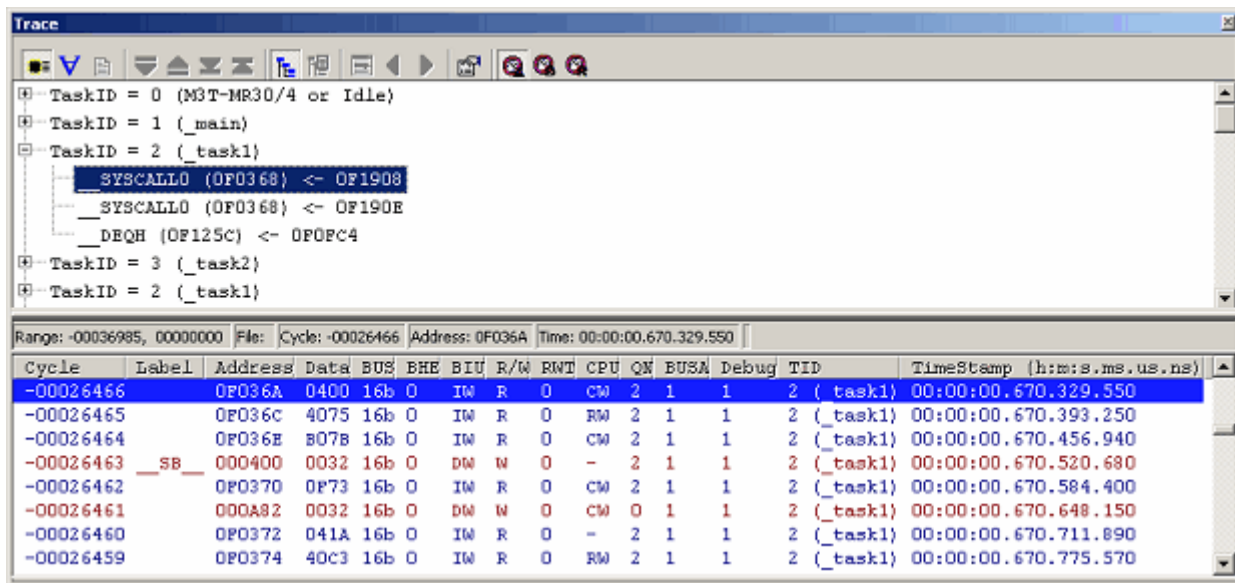 Trace
TaskID = 0 (M3T-MR30/4 or Idle)
TaskID = 1 (_main)
TaskID = 2 (_task1)
__SYSCALL0 (0F0368) <- 0F1908
__SYSCALL0 (0F0368) <- 0F190E
__DEQH (0F125C) <- 0F0FC4
TaskID = 3 (_task2)
TaskID = 2 (_task1)
Range: -00036985, 00000000 File: Cycle: -00026466 Address: 0F036A Time: 00:00:00.670.329.550
Cycle Label Address Data BUS BHE BIU R/W RWT CPU QN BUSA Debug TID TimeStamp (h:m:s.ms.us.ns)
-00026466 0F036A 0400 16b 0 IW R 0 CW 2 1 1 2 (_task1) 00:00:00.670.329.550
-00026465 0F036C 4075 16b 0 IW R 0 RW 2 1 1 2 (_task1) 00:00:00.670.393.250
-00026464 0F036E B07B 16b 0 IW R 0 CW 2 1 1 2 (_task1) 00:00:00.670.456.940
-00026463 __SB__ 000400 0032 16b 0 DW W 0 - 2 1 1 2 (_task1) 00:00:00.670.520.680
-00026462 0F0370 0F73 16b 0 IW R 0 CW 2 1 1 2 (_task1) 00:00:00.670.584.400
-00026461 000A82 0032 16b 0 DW W 0 CW 0 1 1 2 (_task1) 00:00:00.670.648.150
-00026460 0F0372 041A 16b 0 IW R 0 - 2 1 1 2 (_task1) 00:00:00.670.711.890
-00026459 0F0374 40C3 16b 0 IW R 0 RW 2 1 1 2 (_task1) 00:00:00.670.775.570